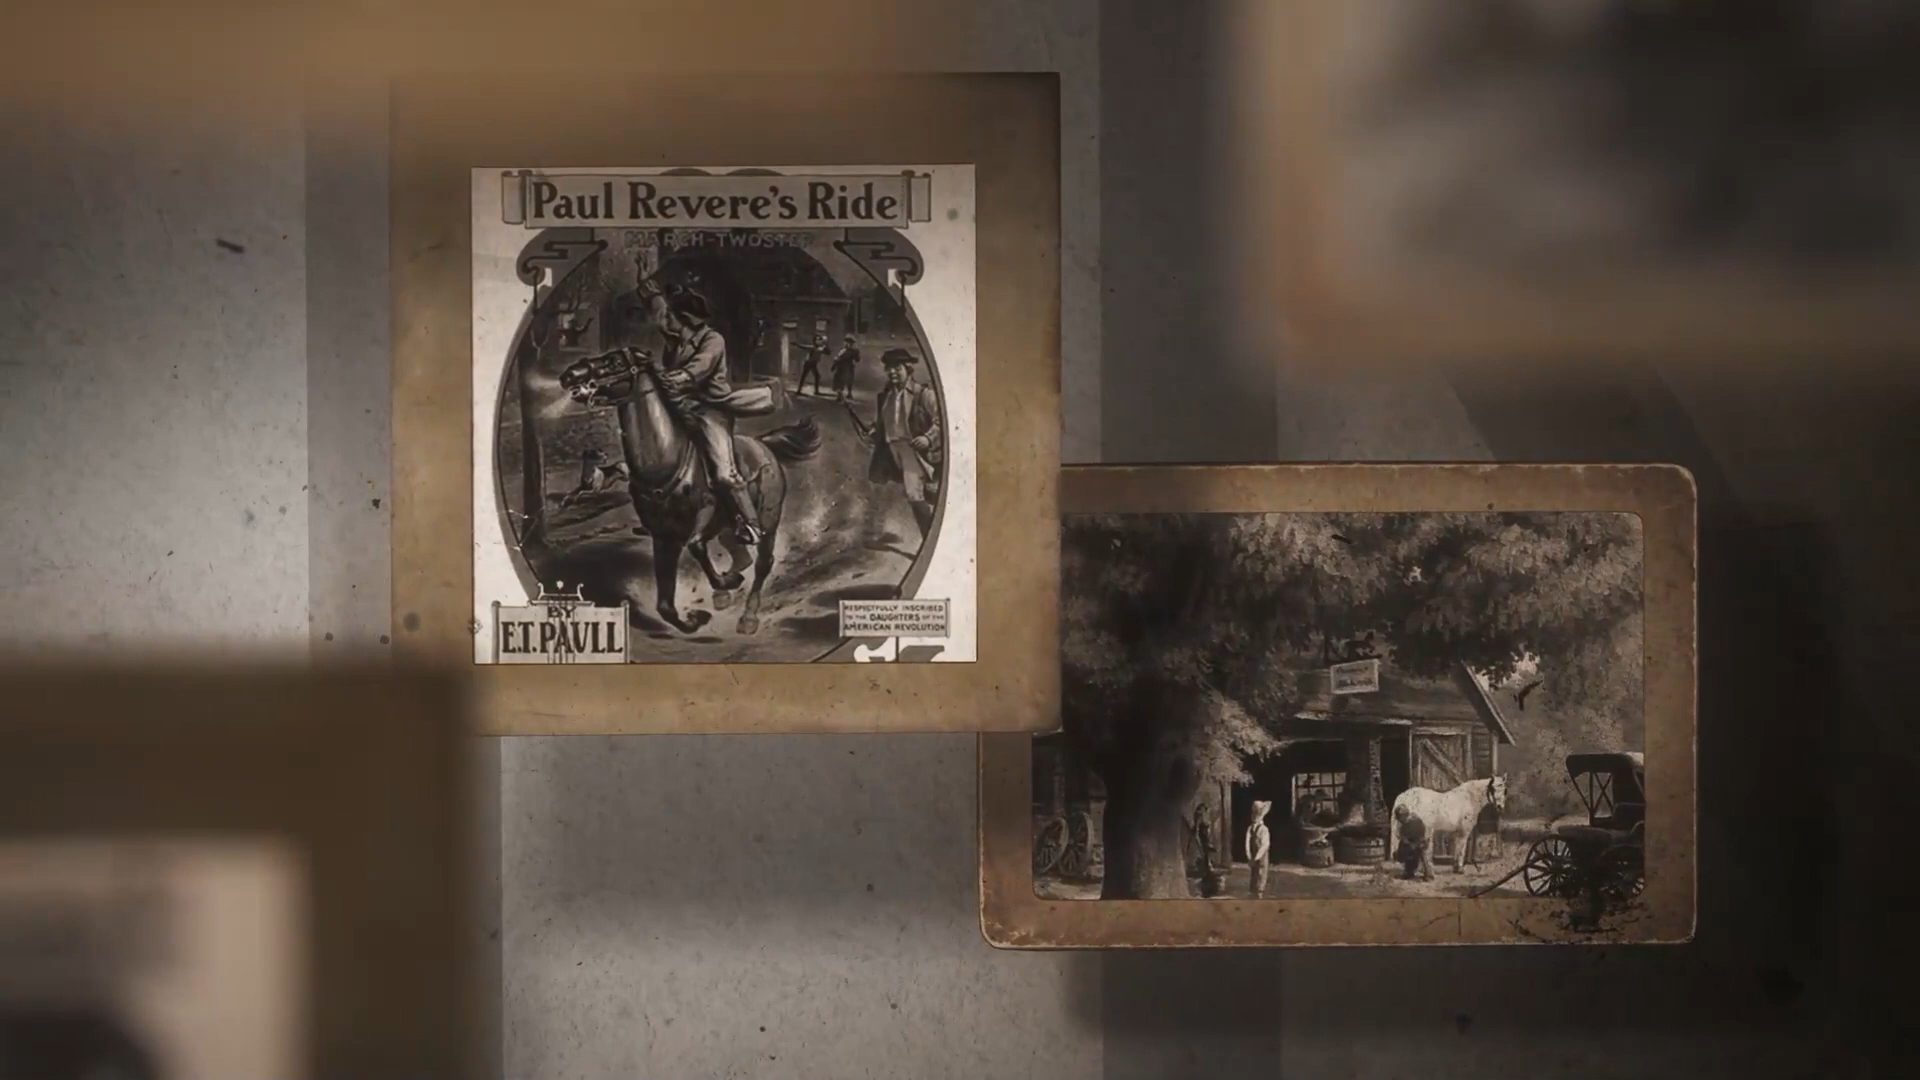 Paul Revere's Ride
MARCH-TWOSTEP
BY
E.T. PAULL
RESPECTFULLY INSCRIBED
TO THE DAUGHTERS OF THE
AMERICAN REVOLUTION